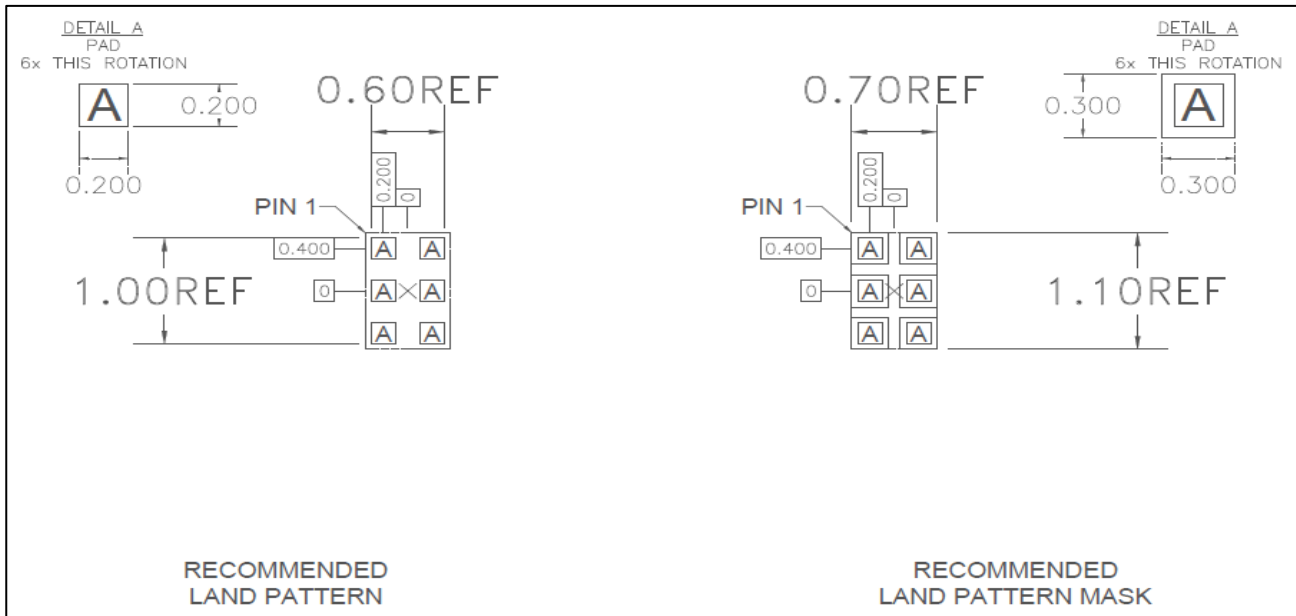 DETAIL A
PAD
6x THIS ROTATION
A
0.200
0.200
0.60REF
0.200
0
PIN 1
0.400
A A
1.00REF
0
A A
A A
RECOMMENDED
LAND PATTERN
DETAIL A
PAD
6x THIS ROTATION
A
0.300
0.300
0.70REF
0.200
0
PIN 1
0.400
A A
0
A A
1.10REF
A A
RECOMMENDED
LAND PATTERN MASK